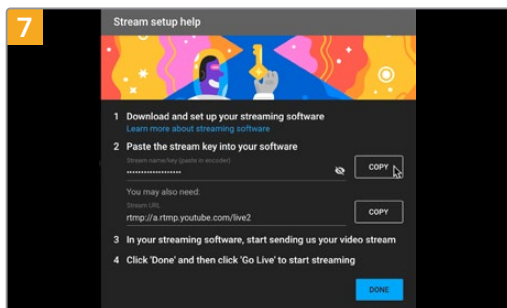 7
Stream setup help
1 Download and set up your streaming software
Learn more about streaming software
2 Paste the stream key into your software
Stream name/key (paste in encoder)
••••••••••••••••••••
COPY
You may also need:
Stream URL
rtmp://a.rtmp.youtube.com/live2
COPY
3 In your streaming software, start sending us your video stream
4 Click 'Done' and then click 'Go Live' to start streaming
DONE